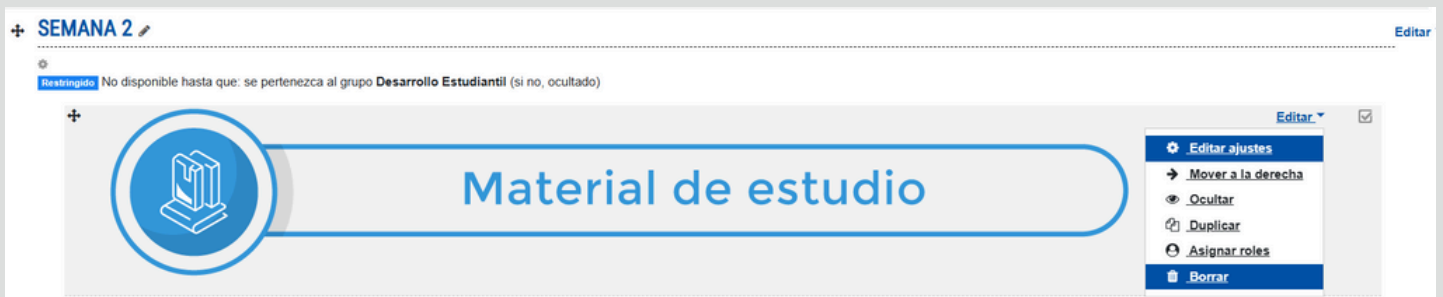 SEMANA 2
Editar
Restringido No disponible hasta que: se pertenezca al grupo Desarrollo Estudiantil (si no, ocultado)
Editar
Material de estudio
Editar ajustes
Mover a la derecha
Ocultar
Duplicar
Asignar roles
Borrar